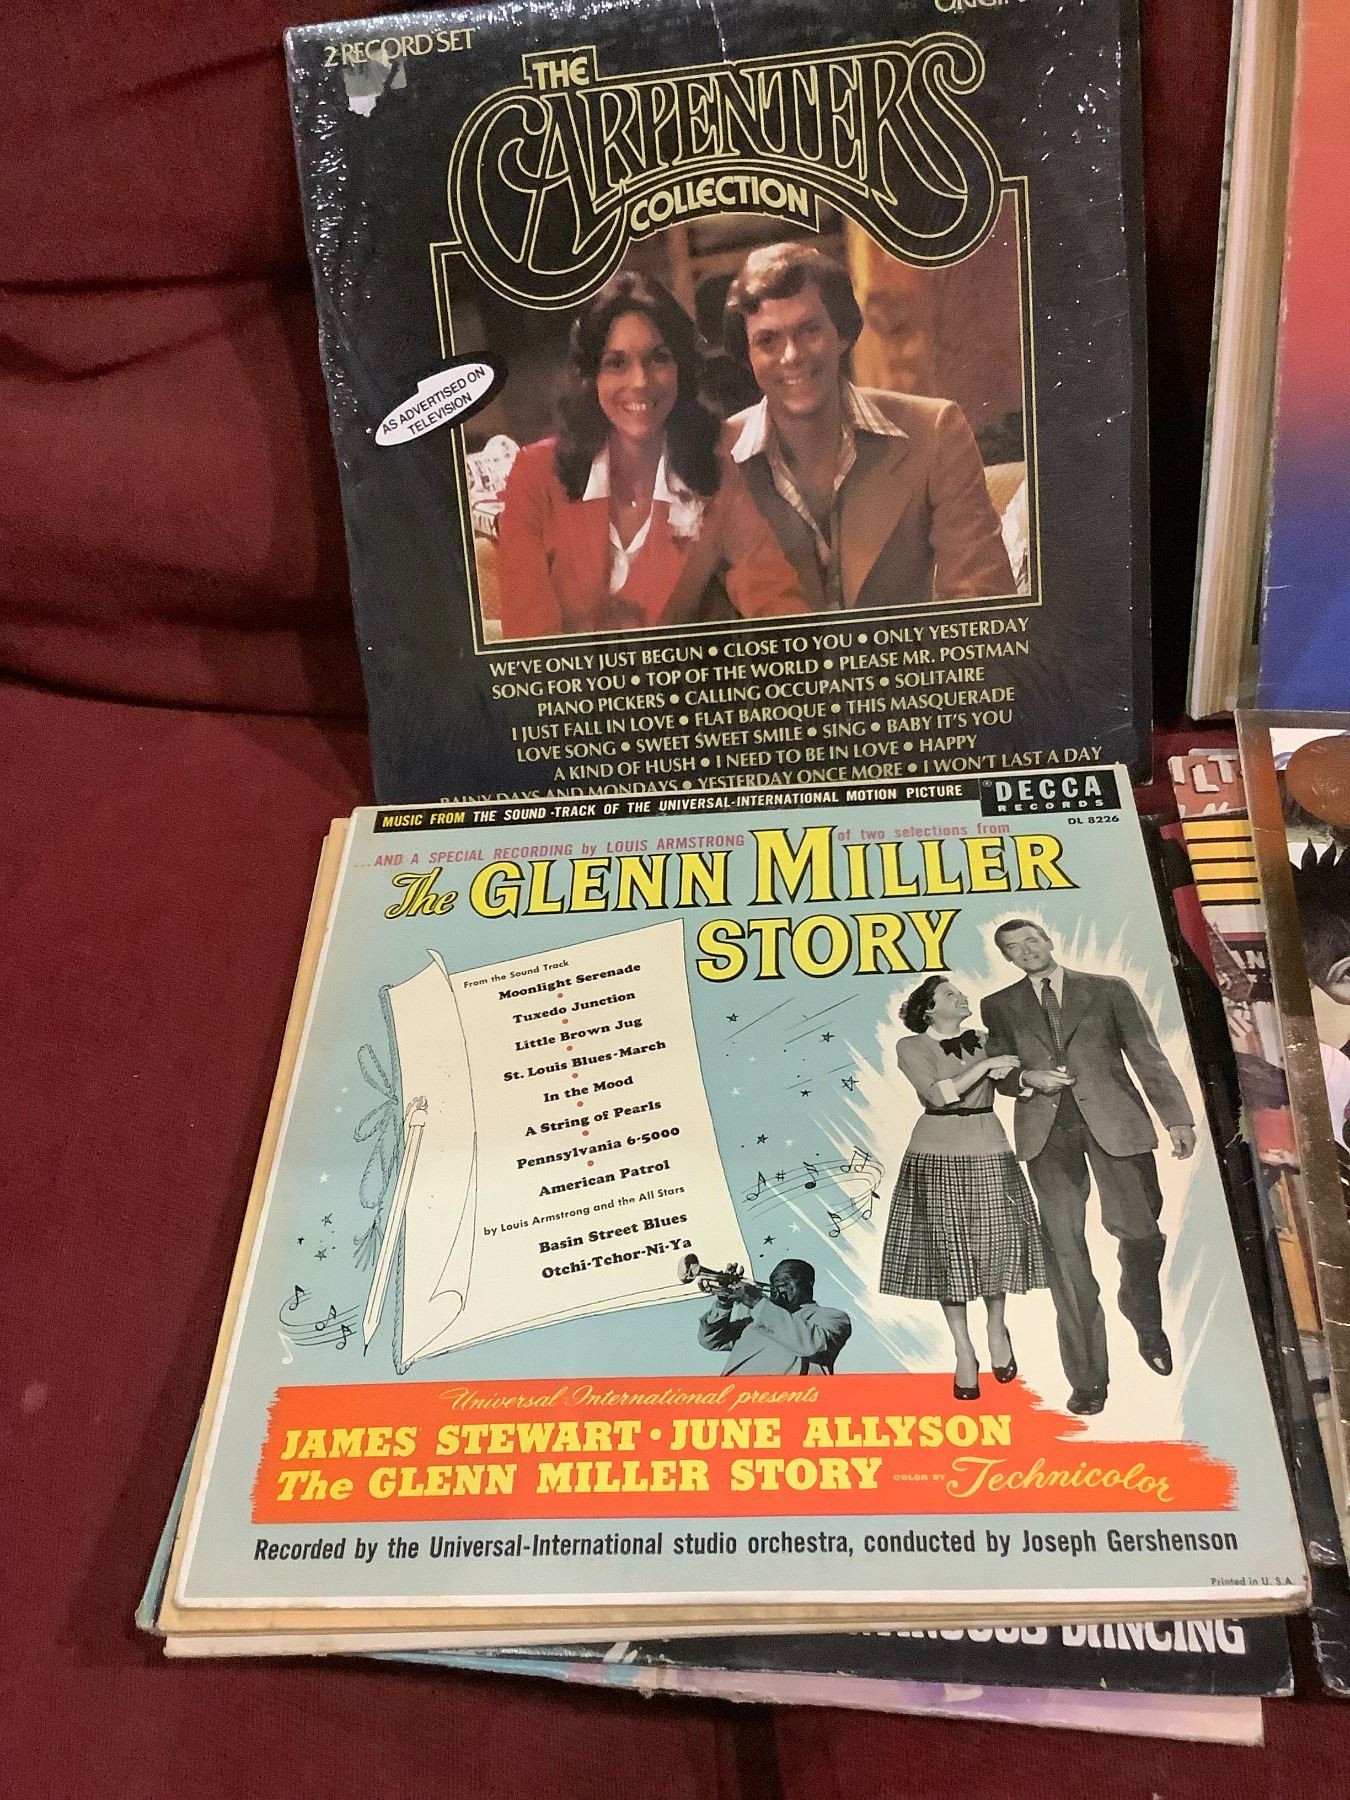 2 RECORD SET
THE
CARPENTERS
COLLECTION
AS ADVERTISED ON
TELEVISION
WE'VE ONLY JUST BEGUN • CLOSE TO YOU • ONLY YESTERDAY
SONG FOR YOU • TOP OF THE WORLD • PLEASE MR. POSTMAN
PIANO PICKERS • CALLING OCCUPANTS • SOLITAIRE
I JUST FALL IN LOVE • FLAT BAROQUE • THIS MASQUERADE
LOVE SONG • SWEET SWEET SMILE • SING • BABY IT'S YOU
A KIND OF HUSH • I NEED TO BE IN LOVE • HAPPY
RAINY DAYS AND MONDAYS • YESTERDAY ONCE MORE • I WON'T LAST A DAY
MUSIC FROM THE SOUND-TRACK OF THE UNIVERSAL-INTERNATIONAL MOTION PICTURE
DECCA
RECORDS
DL 8226
...AND A SPECIAL RECORDING by LOUIS ARMSTRONG of two selections from
The GLENN MILLER
STORY
From the Sound Track
Moonlight Serenade
Tuxedo Junction
Little Brown Jug
St. Louis Blues-March
In the Mood
A String of Pearls
Pennsylvania 6-5000
American Patrol
by Louis Armstrong and the All Stars
Basin Street Blues
Otchi-Tchor-Ni-Ya
Universal-International presents
JAMES STEWART • JUNE ALLYSON
The GLENN MILLER STORY COLOR BY Technicolor
Recorded by the Universal-International studio orchestra, conducted by Joseph Gershenson
Printed in U. S. A.
DANCING